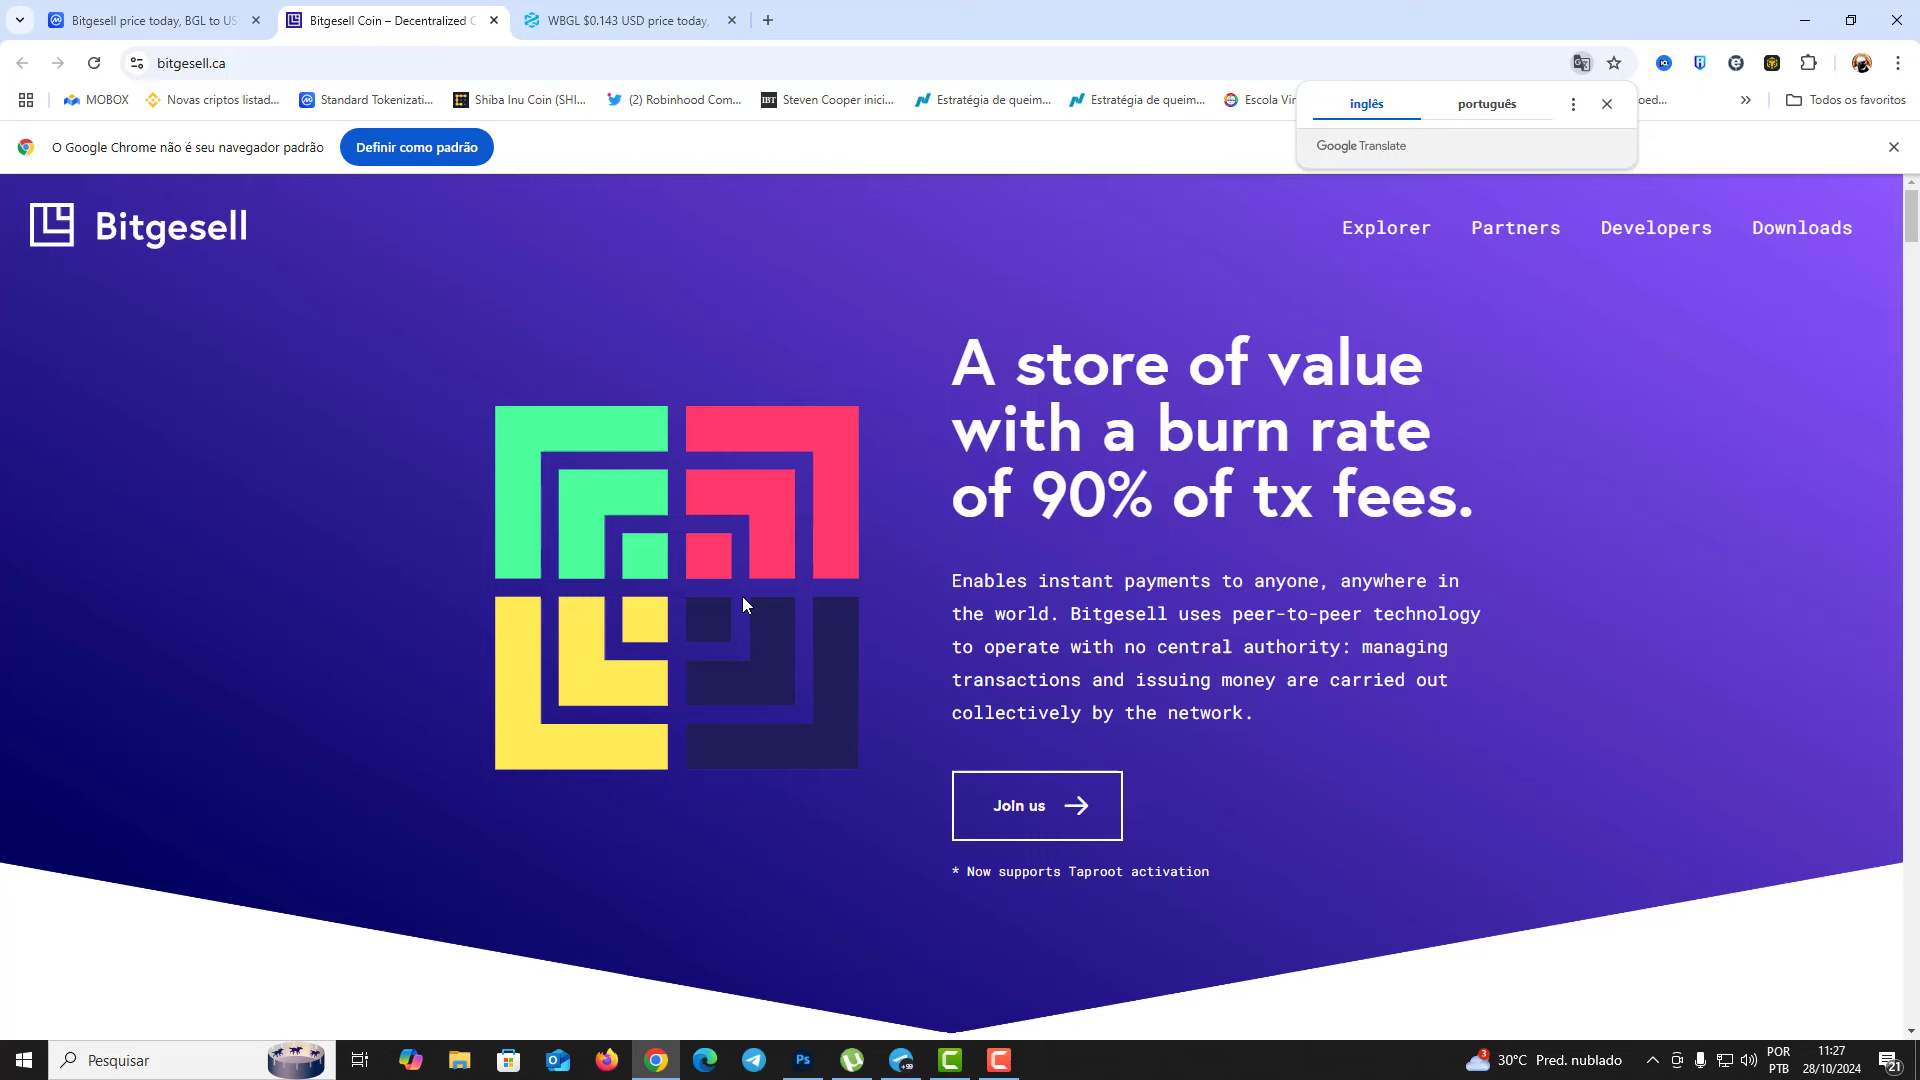 Bitgesell price today, BGL to US
Bitgesell Coin – Decentralized C
WBGL $0.143 USD price today,
bitgesell.ca
MOBOX
Novas criptos listad...
Standard Tokenizati...
Shiba Inu Coin (SHI...
(2) Robinhood Com...
Steven Cooper inici...
Estratégia de queim...
Estratégia de queim...
Escola Vir
oed...
Todos os favoritos
inglês
português
Google Translate
O Google Chrome não é seu navegador padrão
Definir como padrão
Bitgesell
Explorer
Partners
Developers
Downloads
A store of value
with a burn rate
of 90% of tx fees.
Enables instant payments to anyone, anywhere in
the world. Bitgesell uses peer-to-peer technology
to operate with no central authority: managing
transactions and issuing money are carried out
collectively by the network.
Join us
* Now supports Taproot activation
Pesquisar
Ps
+99
3
30°C Pred. nublado
POR
PTB
11:27
28/10/2024
21